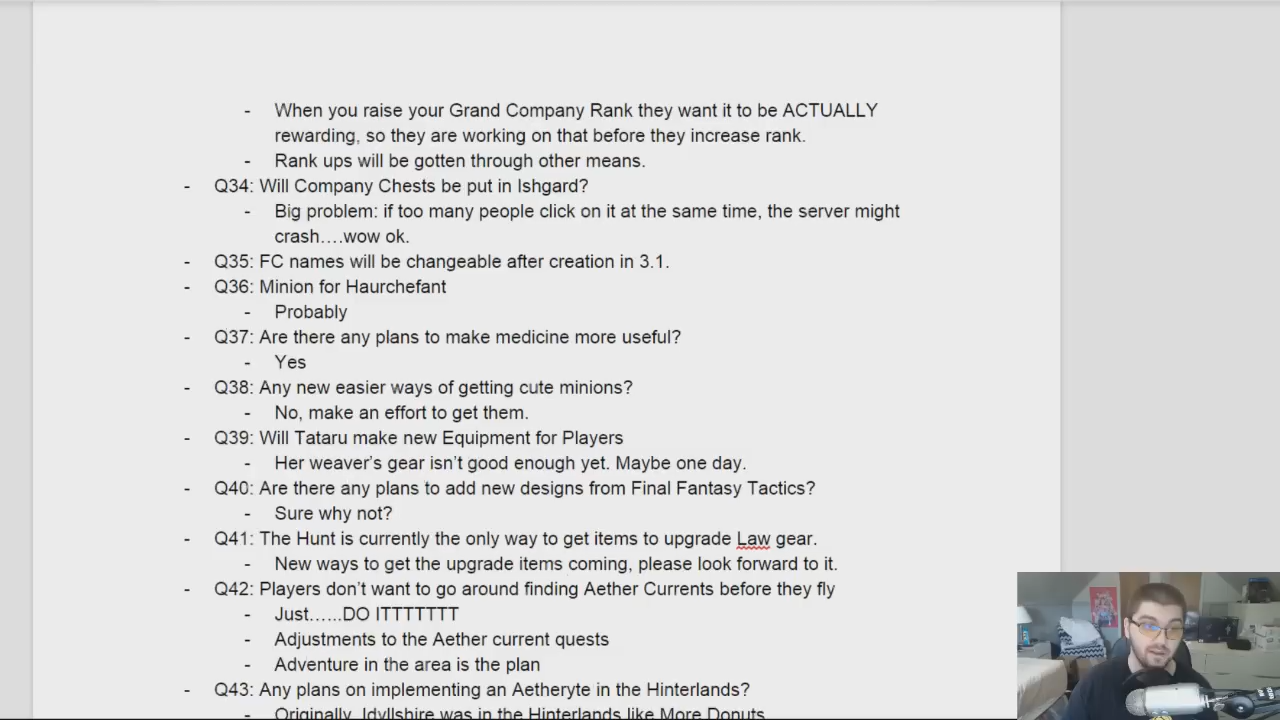 - When you raise your Grand Company Rank they want it to be ACTUALLY
rewarding, so they are working on that before they increase rank.
- Rank ups will be gotten through other means.
- Q34: Will Company Chests be put in Ishgard?
- Big problem: if too many people click on it at the same time, the server might
crash….wow ok.
- Q35: FC names will be changeable after creation in 3.1.
- Q36: Minion for Haurchefant
- Probably
- Q37: Are there any plans to make medicine more useful?
- Yes
- Q38: Any new easier ways of getting cute minions?
- No, make an effort to get them.
- Q39: Will Tataru make new Equipment for Players
- Her weaver's gear isn't good enough yet. Maybe one day.
- Q40: Are there any plans to add new designs from Final Fantasy Tactics?
- Sure why not?
- Q41: The Hunt is currently the only way to get items to upgrade Law gear.
- New ways to get the upgrade items coming, please look forward to it.
- Q42: Players don't want to go around finding Aether Currents before they fly
- Just…...DO ITTTTTTT
- Adjustments to the Aether current quests
- Adventure in the area is the plan
- Q43: Any plans on implementing an Aetheryte in the Hinterlands?
- Originally, Idyllshire was in the Hinterlands like More Donuts